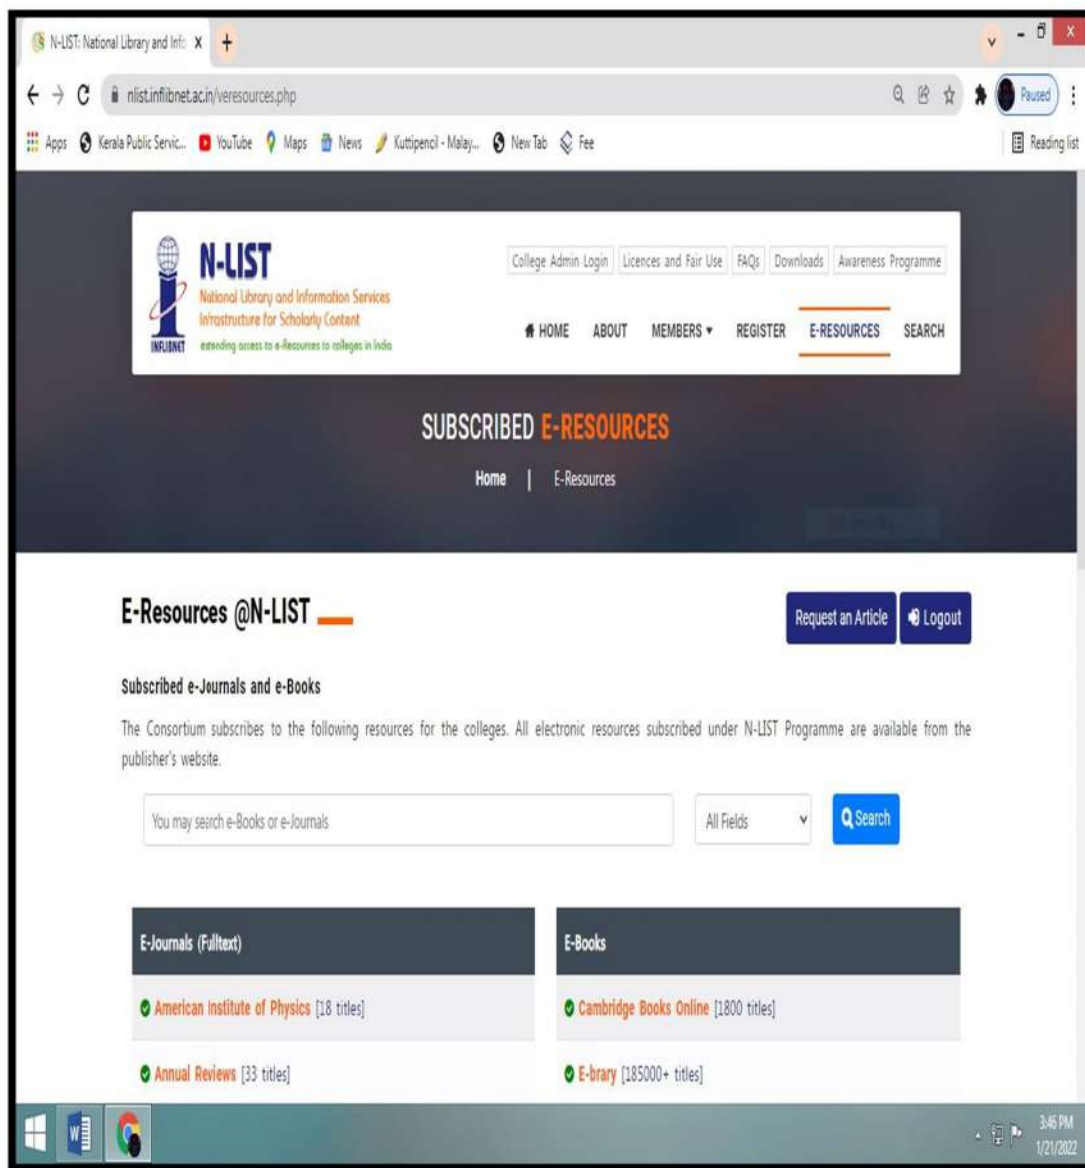 N-LIST: National Library and Info
nlist.inflibnet.ac.in/veresources.php
Paused
Apps
Kerala Public Servic...
YouTube
Maps
News
Kuttipencil - Malay...
New Tab
Fee
Reading list
INFLIBNET
N-LIST
National Library and Information Services
Infrastructure for Scholarly Content
extending access to e-Resources to colleges in India
College Admin Login
Licences and Fair Use
FAQs
Downloads
Awareness Programme
HOME
ABOUT
MEMBERS
REGISTER
E-RESOURCES
SEARCH
SUBSCRIBED E-RESOURCES
Home | E-Resources
E-Resources @N-LIST
Request an Article
Logout
Subscribed e-Journals and e-Books
The Consortium subscribes to the following resources for the colleges. All electronic resources subscribed under N-LIST Programme are available from the
publisher's website.
You may search e-Books or e-Journals
All Fields
Search
E-Journals (Fulltext)
American Institute of Physics [18 titles]
Annual Reviews [33 titles]
E-Books
Cambridge Books Online [1800 titles]
E-brary [185000+ titles]
3:46 PM
1/21/2022